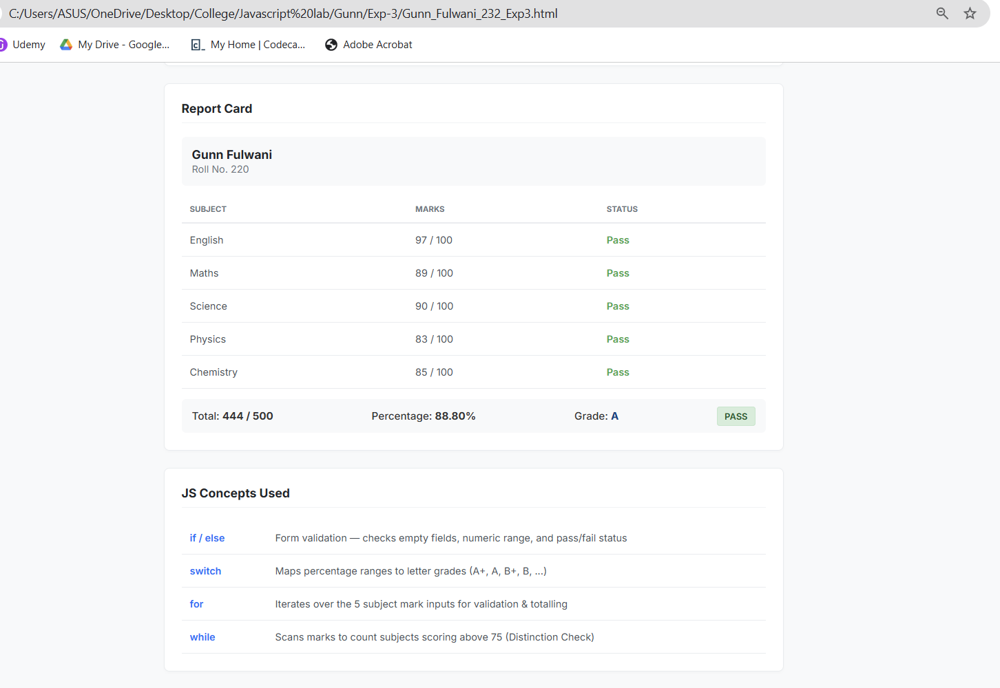 C:/Users/ASUS/OneDrive/Desktop/College/Javascript%20lab/Gunn/Exp-3/Gunn_Fulwani_232_Exp3.html
Udemy My Drive - Google... My Home | Codeca... Adobe Acrobat
Report Card
Gunn Fulwani
Roll No. 220
SUBJECT MARKS STATUS
English 97 / 100 Pass
Maths 89 / 100 Pass
Science 90 / 100 Pass
Physics 83 / 100 Pass
Chemistry 85 / 100 Pass
Total: 444 / 500 Percentage: 88.80% Grade: A PASS
JS Concepts Used
if / else Form validation — checks empty fields, numeric range, and pass/fail status
switch Maps percentage ranges to letter grades (A+, A, B+, B, ...)
for Iterates over the 5 subject mark inputs for validation & totalling
while Scans marks to count subjects scoring above 75 (Distinction Check)